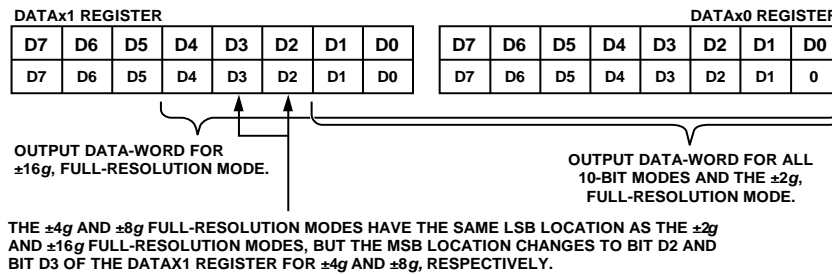 DATAx1 REGISTER DATAx0 REGISTER
D7 D6 D5 D4 D3 D2 D1 D0 D7 D6 D5 D4 D3 D2 D1 D0
D7 D6 D5 D4 D3 D2 D1 D0 D7 D6 D5 D4 D3 D2 D1 0
OUTPUT DATA-WORD FOR
±16g, FULL-RESOLUTION MODE.
OUTPUT DATA-WORD FOR ALL
10-BIT MODES AND THE ±2g,
FULL-RESOLUTION MODE.
THE ±4g AND ±8g FULL-RESOLUTION MODES HAVE THE SAME LSB LOCATION AS THE ±2g
AND ±16g FULL-RESOLUTION MODES, BUT THE MSB LOCATION CHANGES TO BIT D2 AND
BIT D3 OF THE DATAX1 REGISTER FOR ±4g AND ±8g, RESPECTIVELY.